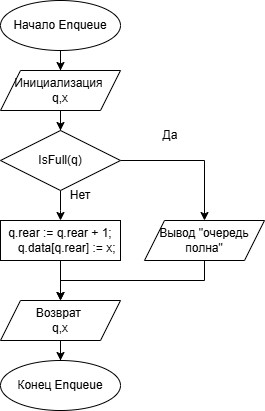 Начало Enqueue
Инициализация
q,x
Да
IsFull(q)
Нет
q.rear := q.rear + 1;
q.data[q.rear] := x;
Вывод "очередь
полна"
Возврат
q,x
Конец Enqueue